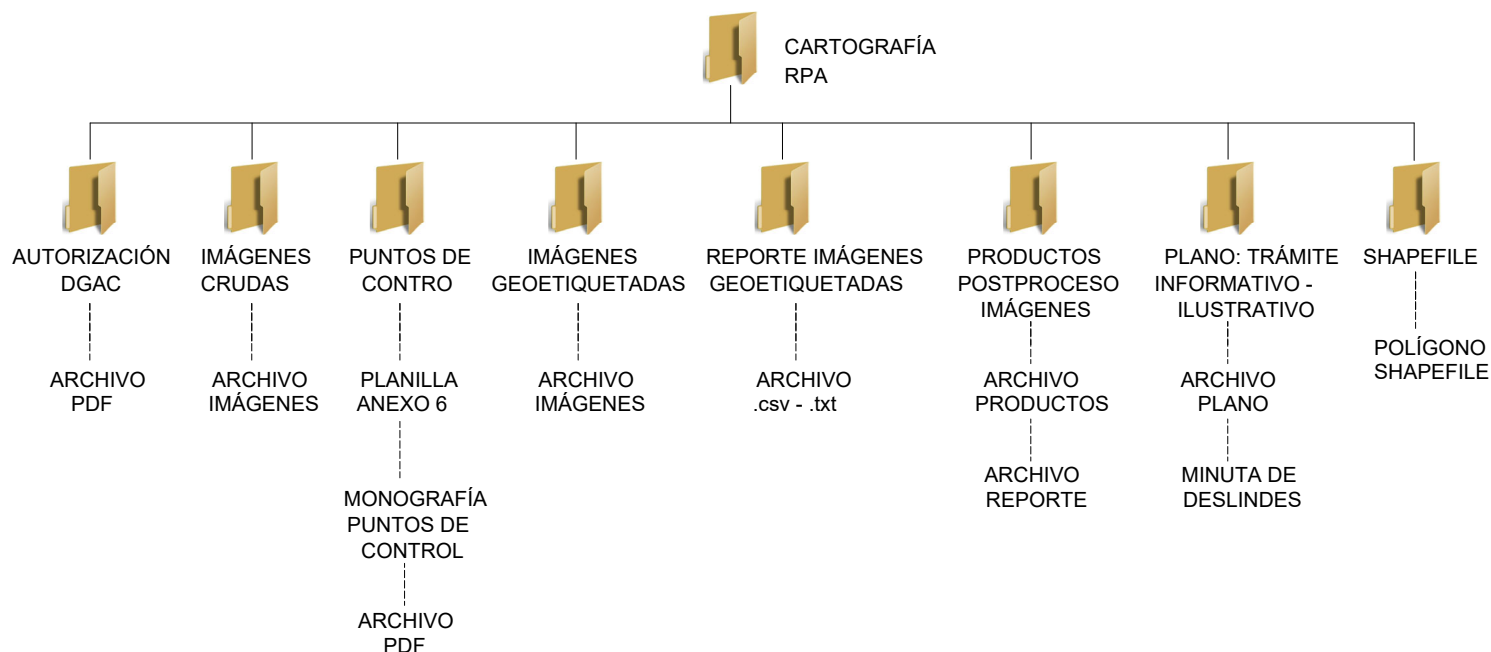 CARTOGRAFÍA
RPA
AUTORIZACIÓN
DGAC
ARCHIVO
PDF
IMÁGENES
CRUDAS
ARCHIVO
IMÁGENES
PUNTOS DE
CONTRO
PLANILLA
ANEXO 6
MONOGRAFÍA
PUNTOS DE
CONTROL
ARCHIVO
PDF
IMÁGENES
GEOETIQUETADAS
ARCHIVO
IMÁGENES
REPORTE IMÁGENES
GEOETIQUETADAS
ARCHIVO
.csv - .txt
PRODUCTOS
POSTPROCESO
IMÁGENES
ARCHIVO
PRODUCTOS
ARCHIVO
REPORTE
PLANO: TRÁMITE
INFORMATIVO -
ILUSTRATIVO
ARCHIVO
PLANO
MINUTA DE
DESLINDES
SHAPEFILE
POLÍGONO
SHAPEFILE